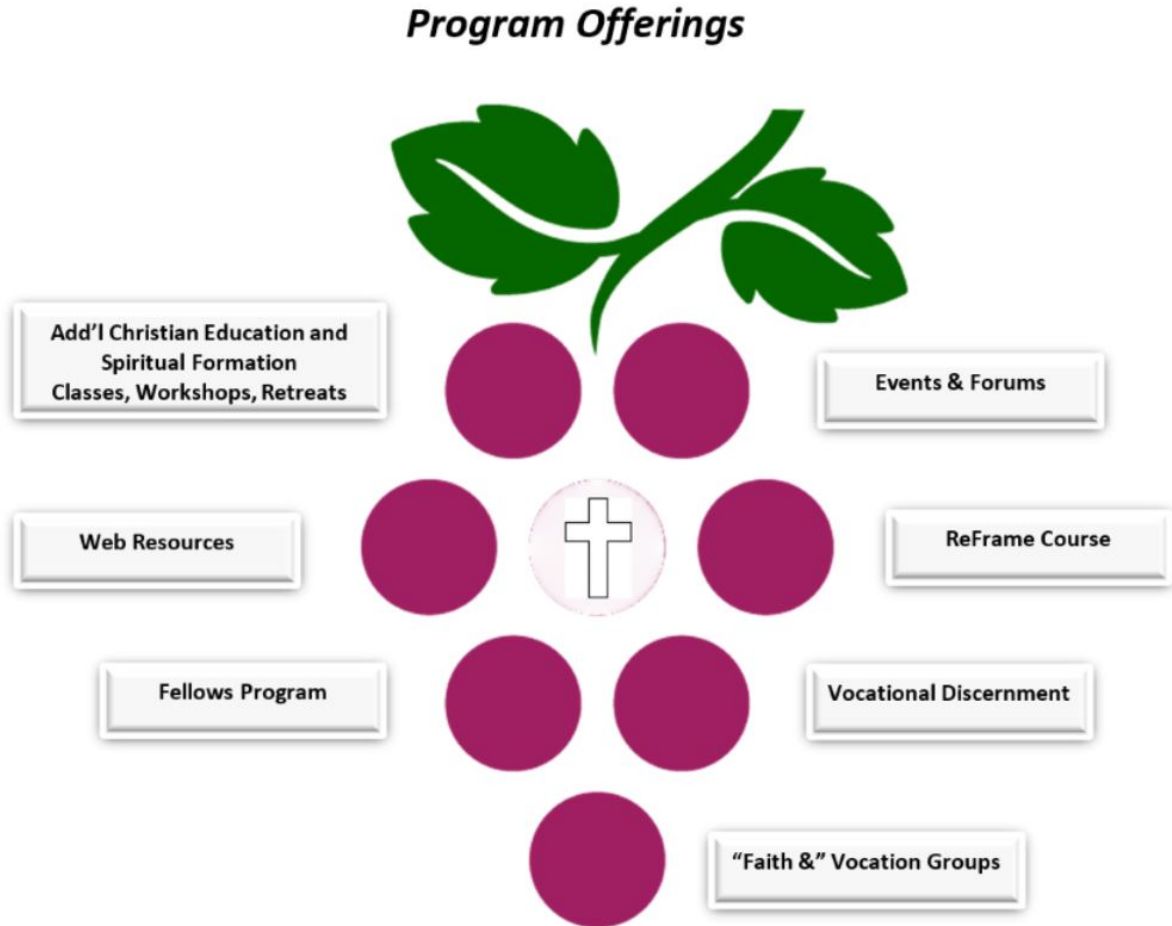 Program Offerings
Add'l Christian Education and
Spiritual Formation
Classes, Workshops, Retreats
Events & Forums
Web Resources
ReFrame Course
Fellows Program
Vocational Discernment
“Faith &” Vocation Groups